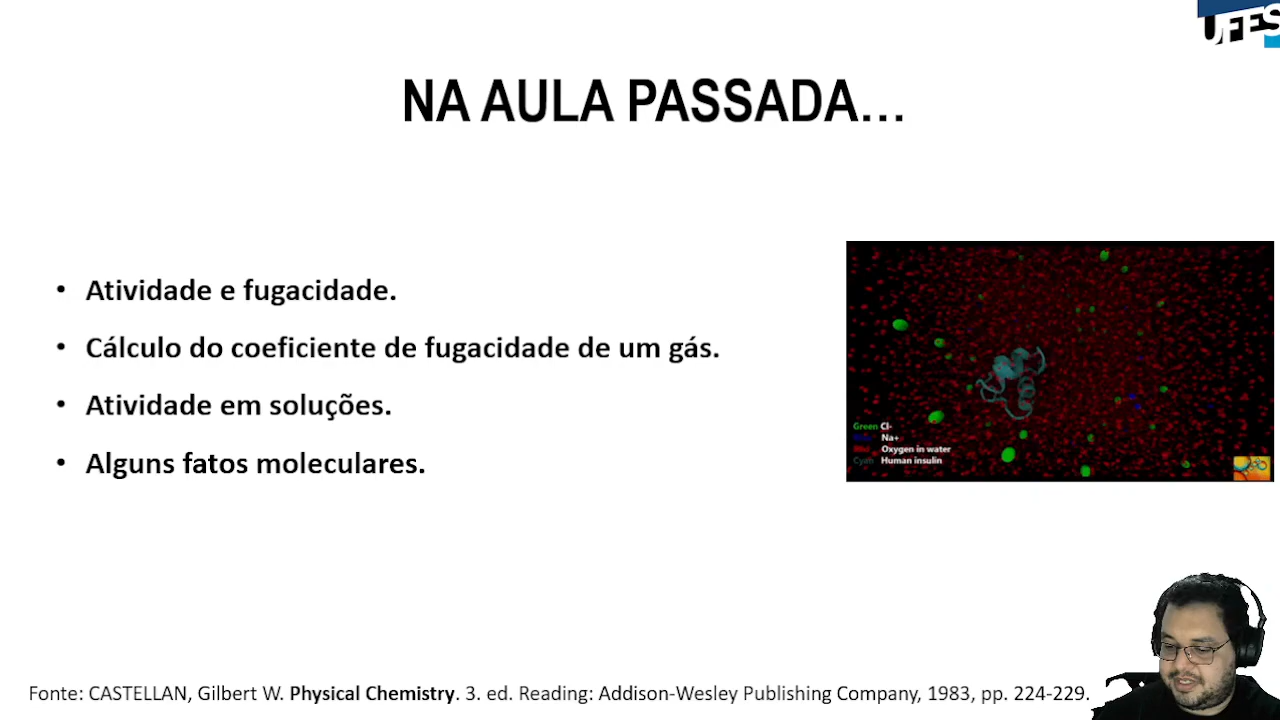 UFES
NA AULA PASSADA...
• Atividade e fugacidade.
• Cálculo do coeficiente de fugacidade de um gás.
• Atividade em soluções.
• Alguns fatos moleculares.
Green Cl-
Na+
Red Oxygen in water
Cyan Human insulin
Fonte: CASTELLAN, Gilbert W. Physical Chemistry. 3. ed. Reading: Addison-Wesley Publishing Company, 1983, pp. 224-229.